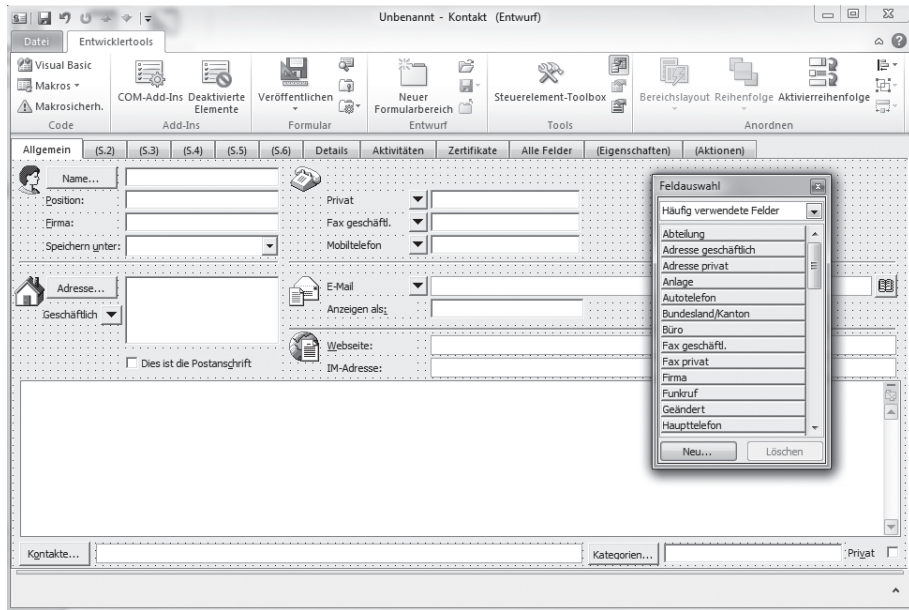 Unbenannt - Kontakt (Entwurf)
Datei Entwicklertools
Visual Basic
Makros
Makrosicherh.
Code
COM-Add-Ins Deaktivierte Elemente
Add-Ins
Veröffentlichen
Formular
Neuer Formularbereich
Entwurf
Steuerelement-Toolbox
Tools
Bereichslayout Reihenfolge Aktivierreihenfolge
Anordnen
Allgemein (S.2) (S.3) (S.4) (S.5) (S.6) Details Aktivitäten Zertifikate Alle Felder (Eigenschaften) (Aktionen)
Name...
Position:
Firma:
Speichern unter:
Privat
Fax geschäftl.
Mobiltelefon
Adresse...
Geschäftlich
Dies ist die Postanschrift
E-Mail
Anzeigen als:
Webseite:
IM-Adresse:
Feldauswahl
Häufig verwendete Felder
Abteilung
Adresse geschäftlich
Adresse privat
Anlage
Autotelefon
Bundesland/Kanton
Büro
Fax geschäftl.
Fax privat
Firma
Funkruf
Geändert
Haupttelefon
Neu... Löschen
Kontakte... Kategorien... Privat